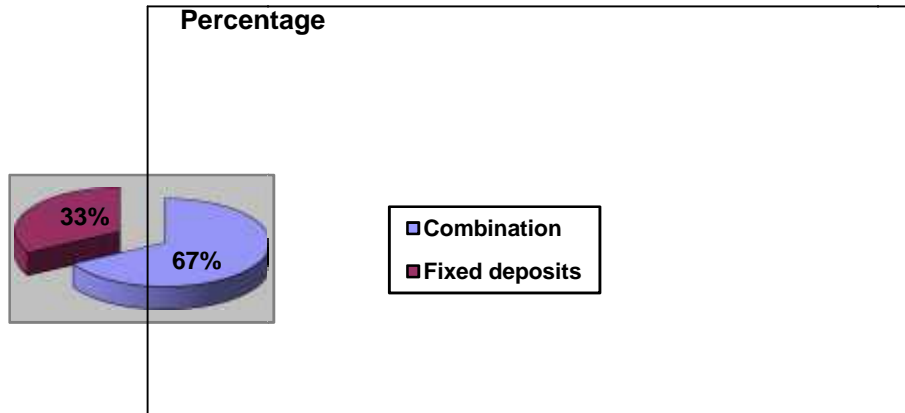 Percentage
33%
67%
Combination
Fixed deposits